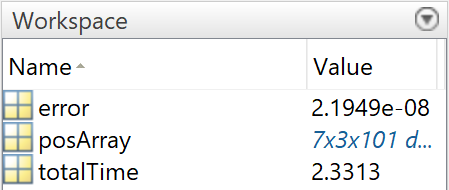 Workspace
Name Value
error 2.1949e-08
posArray 7x3x101 d...
totalTime 2.3313